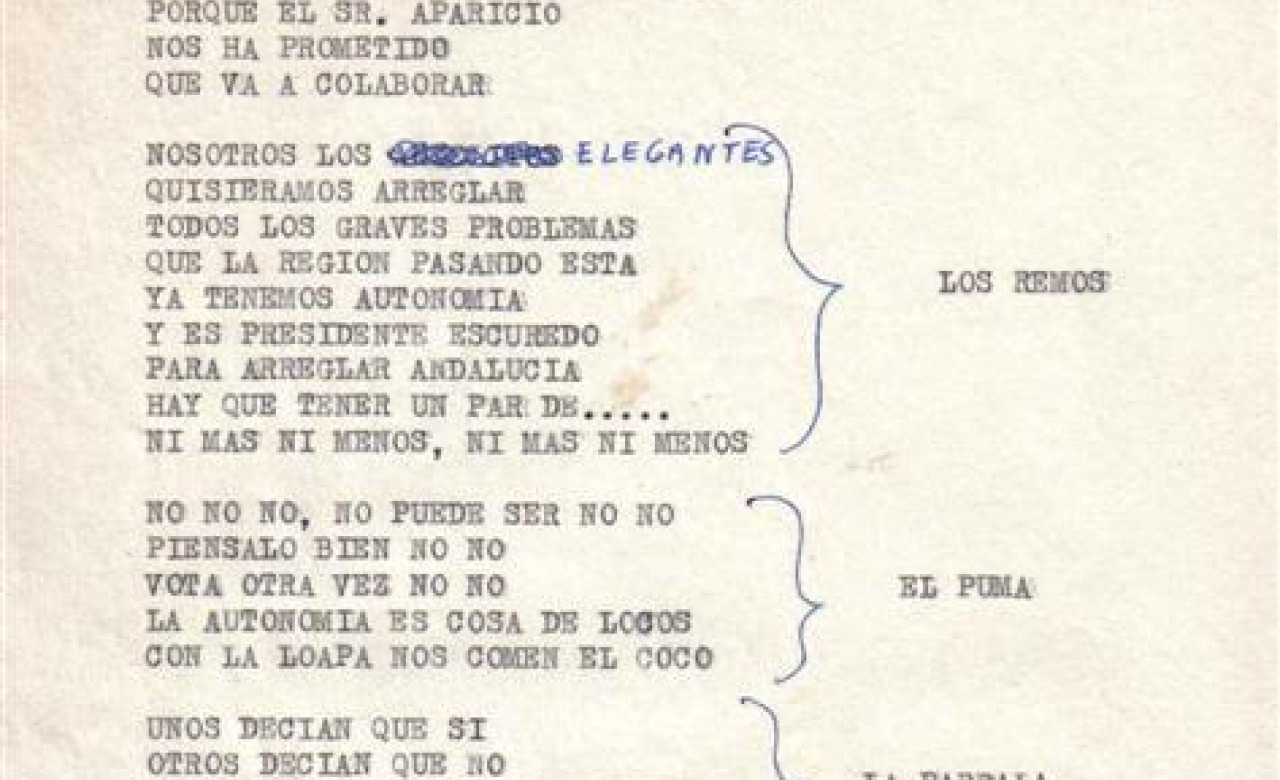 PORQUE EL SR. APARICIO
NOS HA PROMETIDO
QUE VA A COLABORAR
NOSOTROS LOS ELEGANTES
QUISIERAMOS ARREGLAR
TODOS LOS GRAVES PROBLEMAS
QUE LA REGION PASANDO ESTA
YA TENEMOS AUTONOMIA
Y ES PRESIDENTE ESCUREDO
PARA ARREGLAR ANDALUCIA
HAY QUE TENER UN PAR DE.....
NI MAS NI MENOS, NI MAS NI MENOS
LOS REMOS
NO NO NO, NO PUEDE SER NO NO
PIENSALO BIEN NO NO
VOTA OTRA VEZ NO NO
LA AUTONOMIA ES COSA DE LOCOS
CON LA LOAPA NOS COMEN EL COCO
EL PUMA
UNOS DECIAN QUE SI
OTROS DECIAN QUE NO